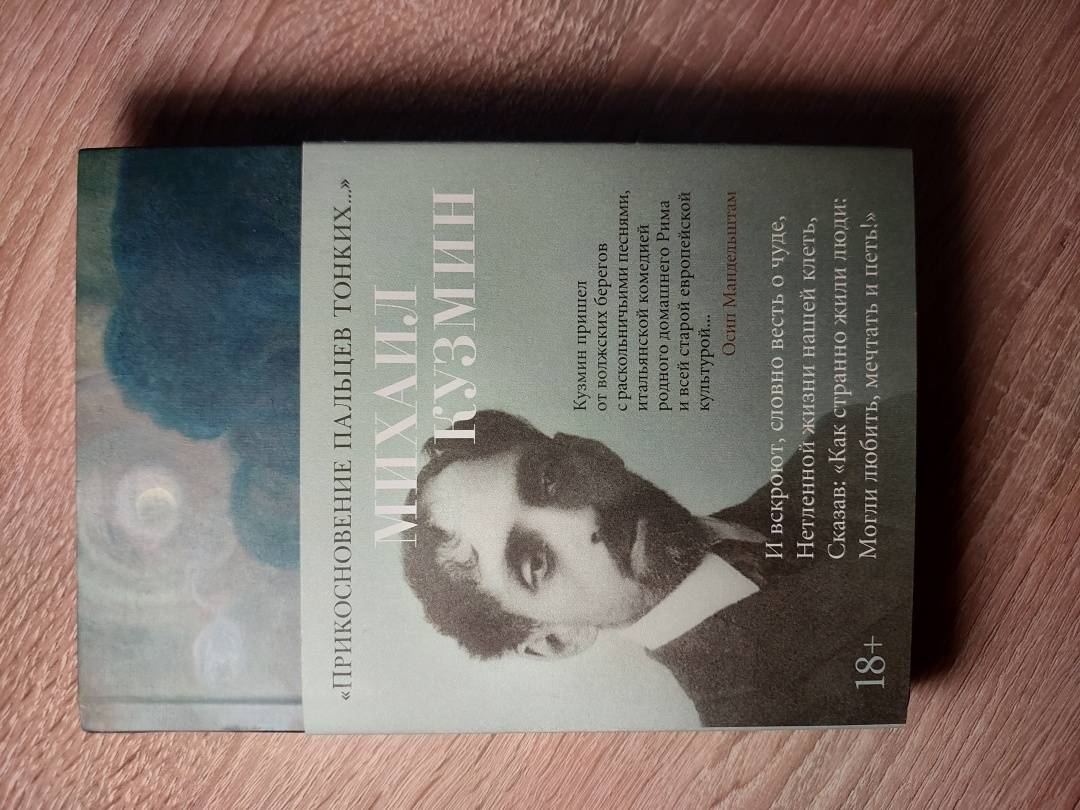 «ПРИКОСНОВЕНИЕ ПАЛЬЦЕВ ТОНКИХ...»
МИХАИЛ
КУЗМИН
Кузмин пришел
от волжских берегов
с раскольничьими песнями,
итальянской комедией
родного домашнего Рима
и всей старой европейской
культурой...
Осип Мандельштам
И вскроют, словно весть о чуде,
Нетленной жизни нашей клеть,
Сказав: «Как странно жили люди:
Могли любить, мечтать и петь!»
18+